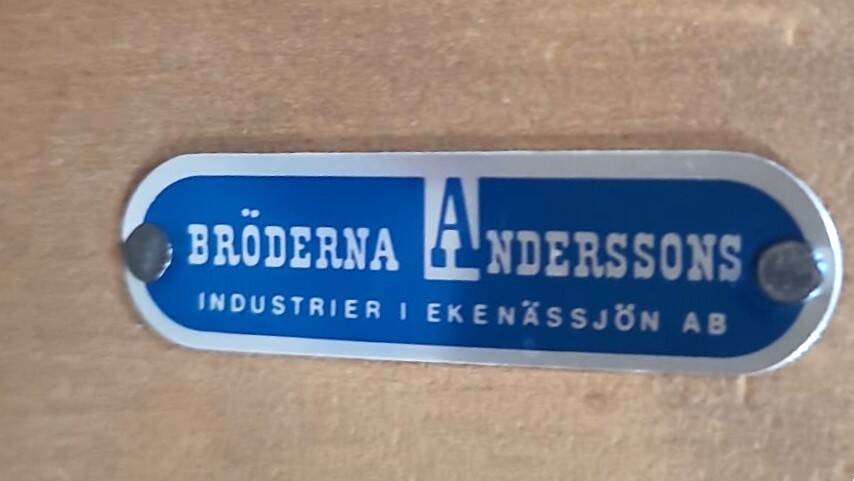 BRÖDERNA ANDERSSONS
INDUSTRIER I EKENÄSSJÖN AB